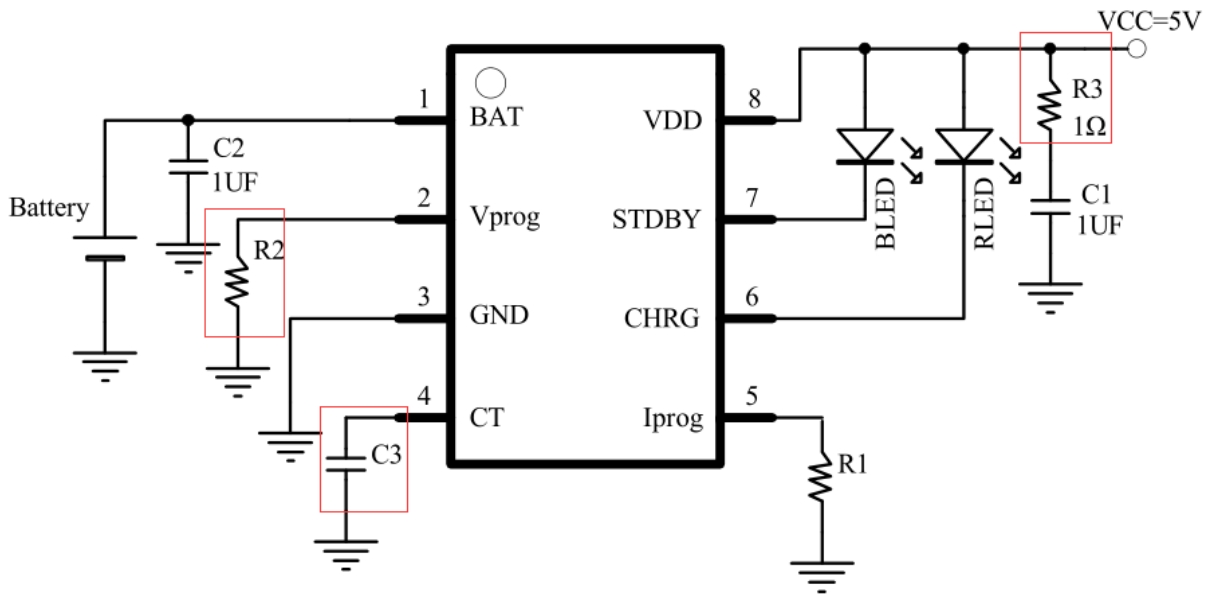 VCC=5V
1
BAT
VDD
8
R3
1Ω
C2
1UF
2
Vprog
STDBY
7
BLED
RLED
C1
1UF
Battery
R2
3
GND
CHRG
6
4
CT
Iprog
5
C3
R1